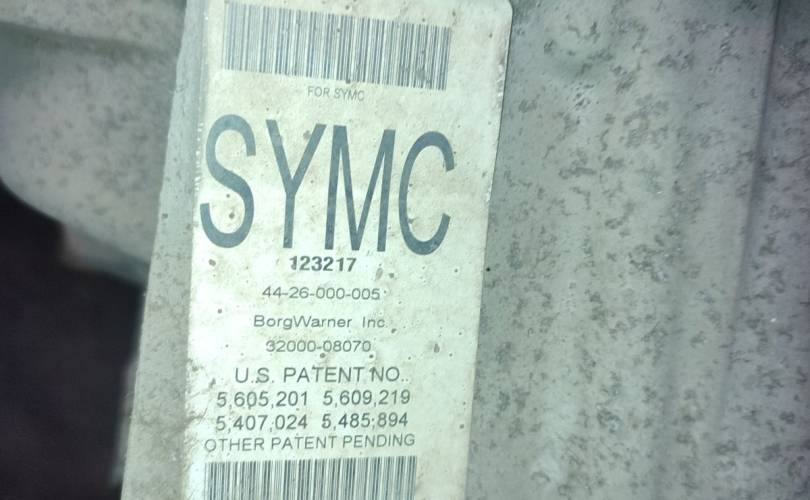 FOR SYMC
SYMC
123217
44-26-000-005
BorgWarner Inc.
32000-08070
U.S. PATENT NO..
5,605,201 5,609,219
5,407,024 5,485,894
OTHER PATENT PENDING